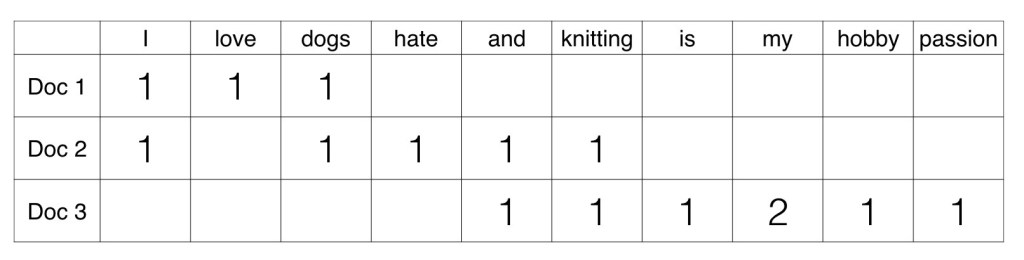 I love dogs hate and knitting is my hobby passion
Doc 1 1 1 1
Doc 2 1 1 1 1 1
Doc 3 1 1 1 2 1 1